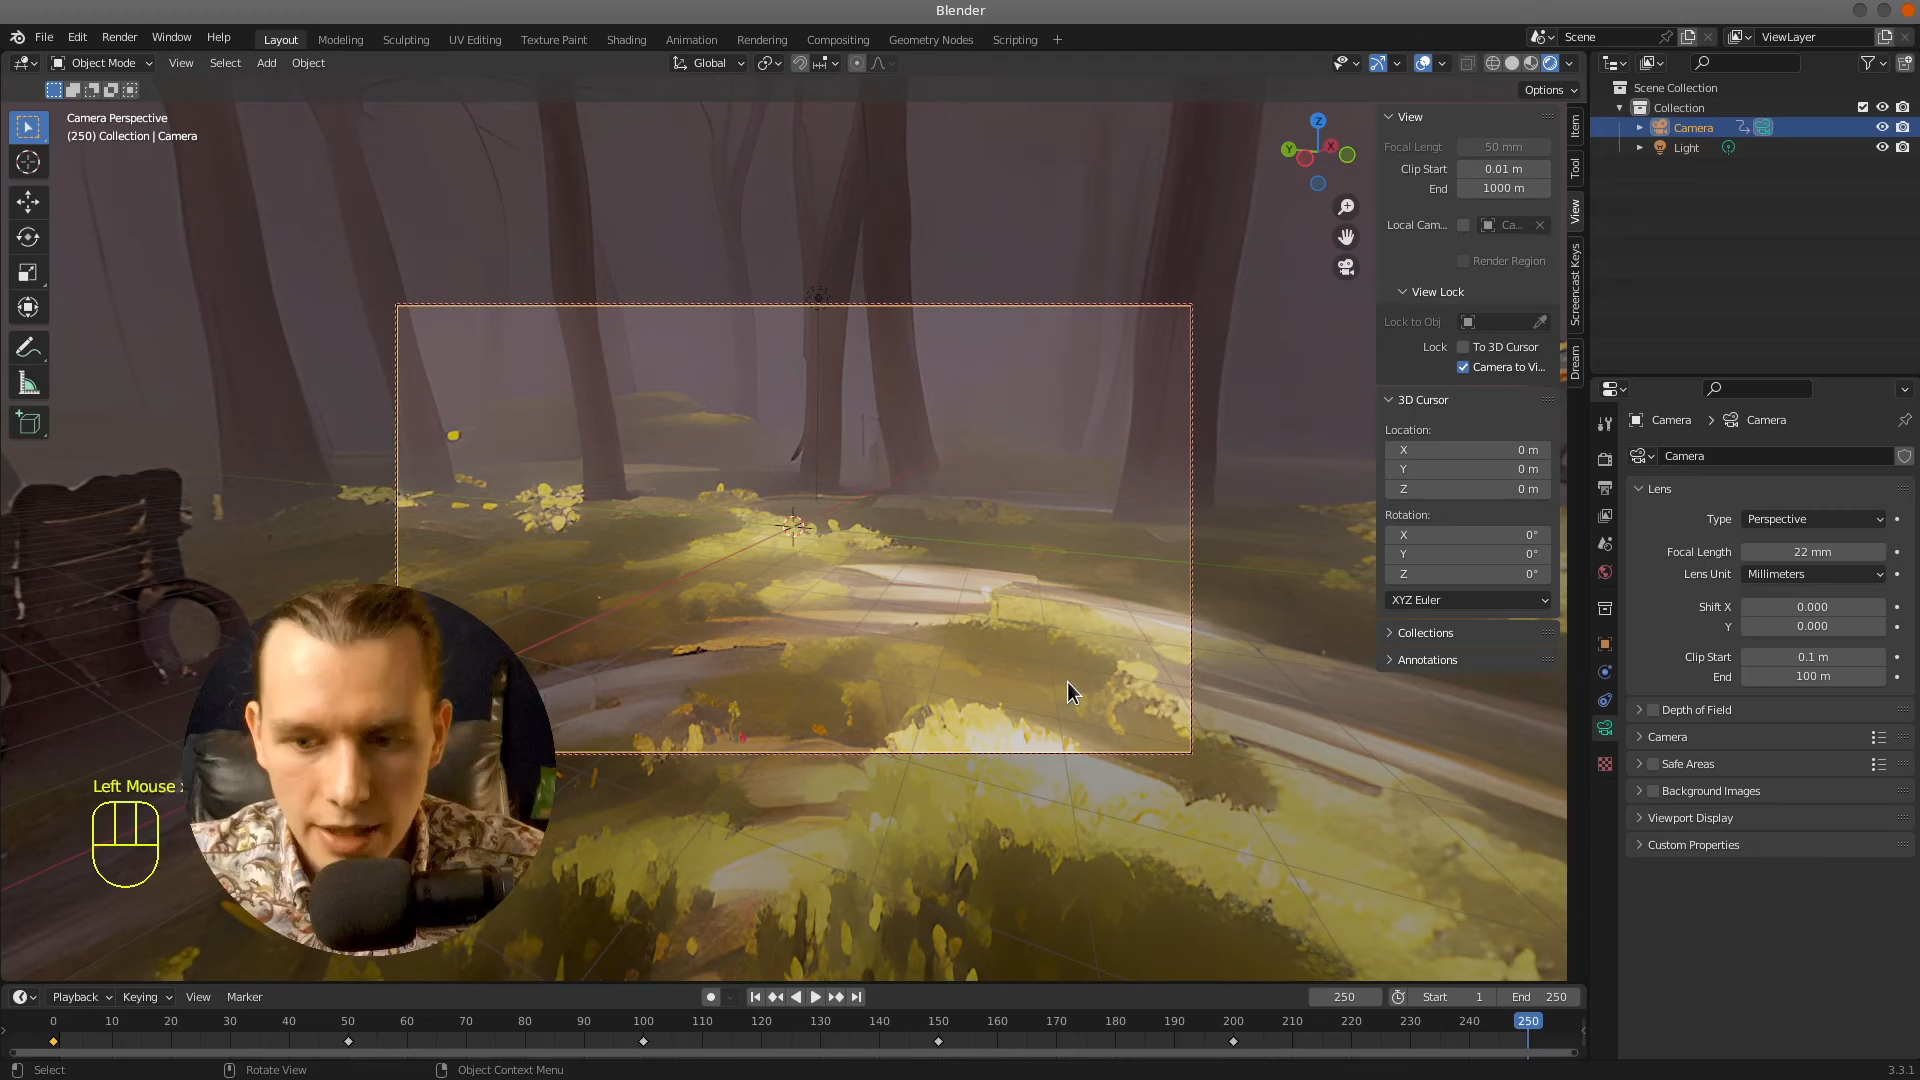 Blender
File Edit Render Window Help Layout Modeling Sculpting UV Editing Texture Paint Shading Animation Rendering Compositing Geometry Nodes Scripting + Scene ViewLayer
Object Mode View Select Add Object Global
Options
Camera Perspective
(250) Collection | Camera
Z
Y
X
View
Focal Lengt 50 mm
Clip Start 0.01 m
End 1000 m
Local Cam... Ca...
Render Region
View Lock
Lock to Obj
Lock To 3D Cursor
Camera to Vi...
3D Cursor
Location:
X 0 m
Y 0 m
Z 0 m
Rotation:
X 0°
Y 0°
Z 0°
XYZ Euler
Collections
Annotations
Item
Tool
View
Screencast Keys
Dream
Scene Collection
Collection
Camera
Light
Camera > Camera
Camera
Lens
Type Perspective
Focal Length 22 mm
Lens Unit Millimeters
Shift X 0.000
Y 0.000
Clip Start 0.1 m
End 100 m
Depth of Field
Camera
Safe Areas
Background Images
Viewport Display
Custom Properties
Left Mouse :
Playback Keying View Marker 250 Start 1 End 250
0 10 20 30 40 50 60 70 80 90 100 110 120 130 140 150 160 170 180 190 200 210 220 230 240 250
Select Rotate View Object Context Menu 3.3.1